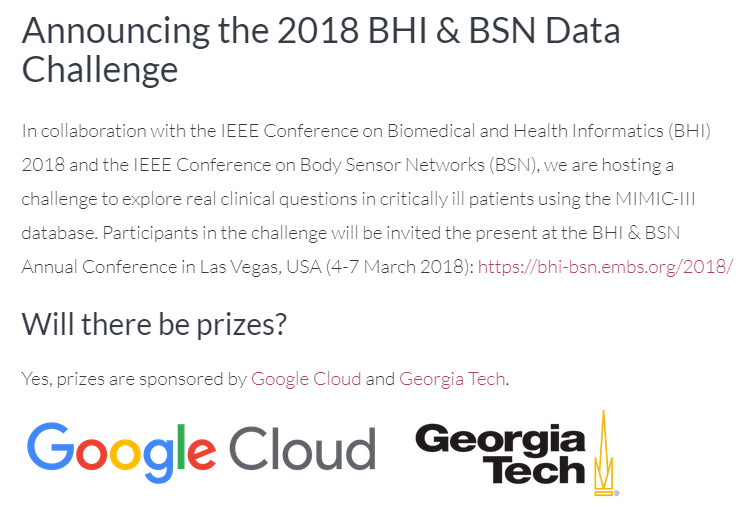 Announcing the 2018 BHI & BSN Data
Challenge
In collaboration with the IEEE Conference on Biomedical and Health Informatics (BHI)
2018 and the IEEE Conference on Body Sensor Networks (BSN), we are hosting a
challenge to explore real clinical questions in critically ill patients using the MIMIC-III
database. Participants in the challenge will be invited the present at the BHI & BSN
Annual Conference in Las Vegas, USA (4-7 March 2018): https://bhi-bsn.embs.org/2018/
Will there be prizes?
Yes, prizes are sponsored by Google Cloud and Georgia Tech.
Google Cloud
Georgia
Tech
®